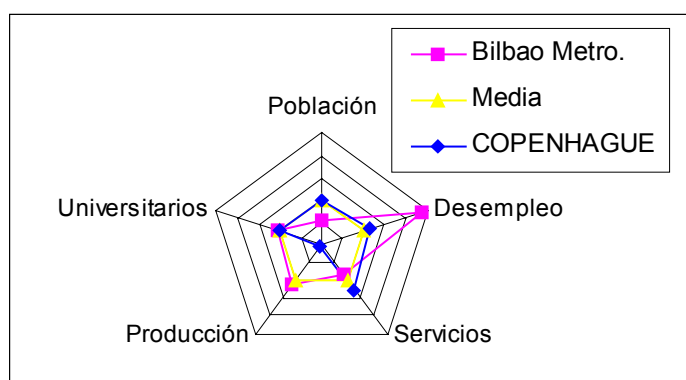 Bilbao Metro.
Media
COPENHAGUE
Población
Universitarios
Desempleo
Producción
Servicios